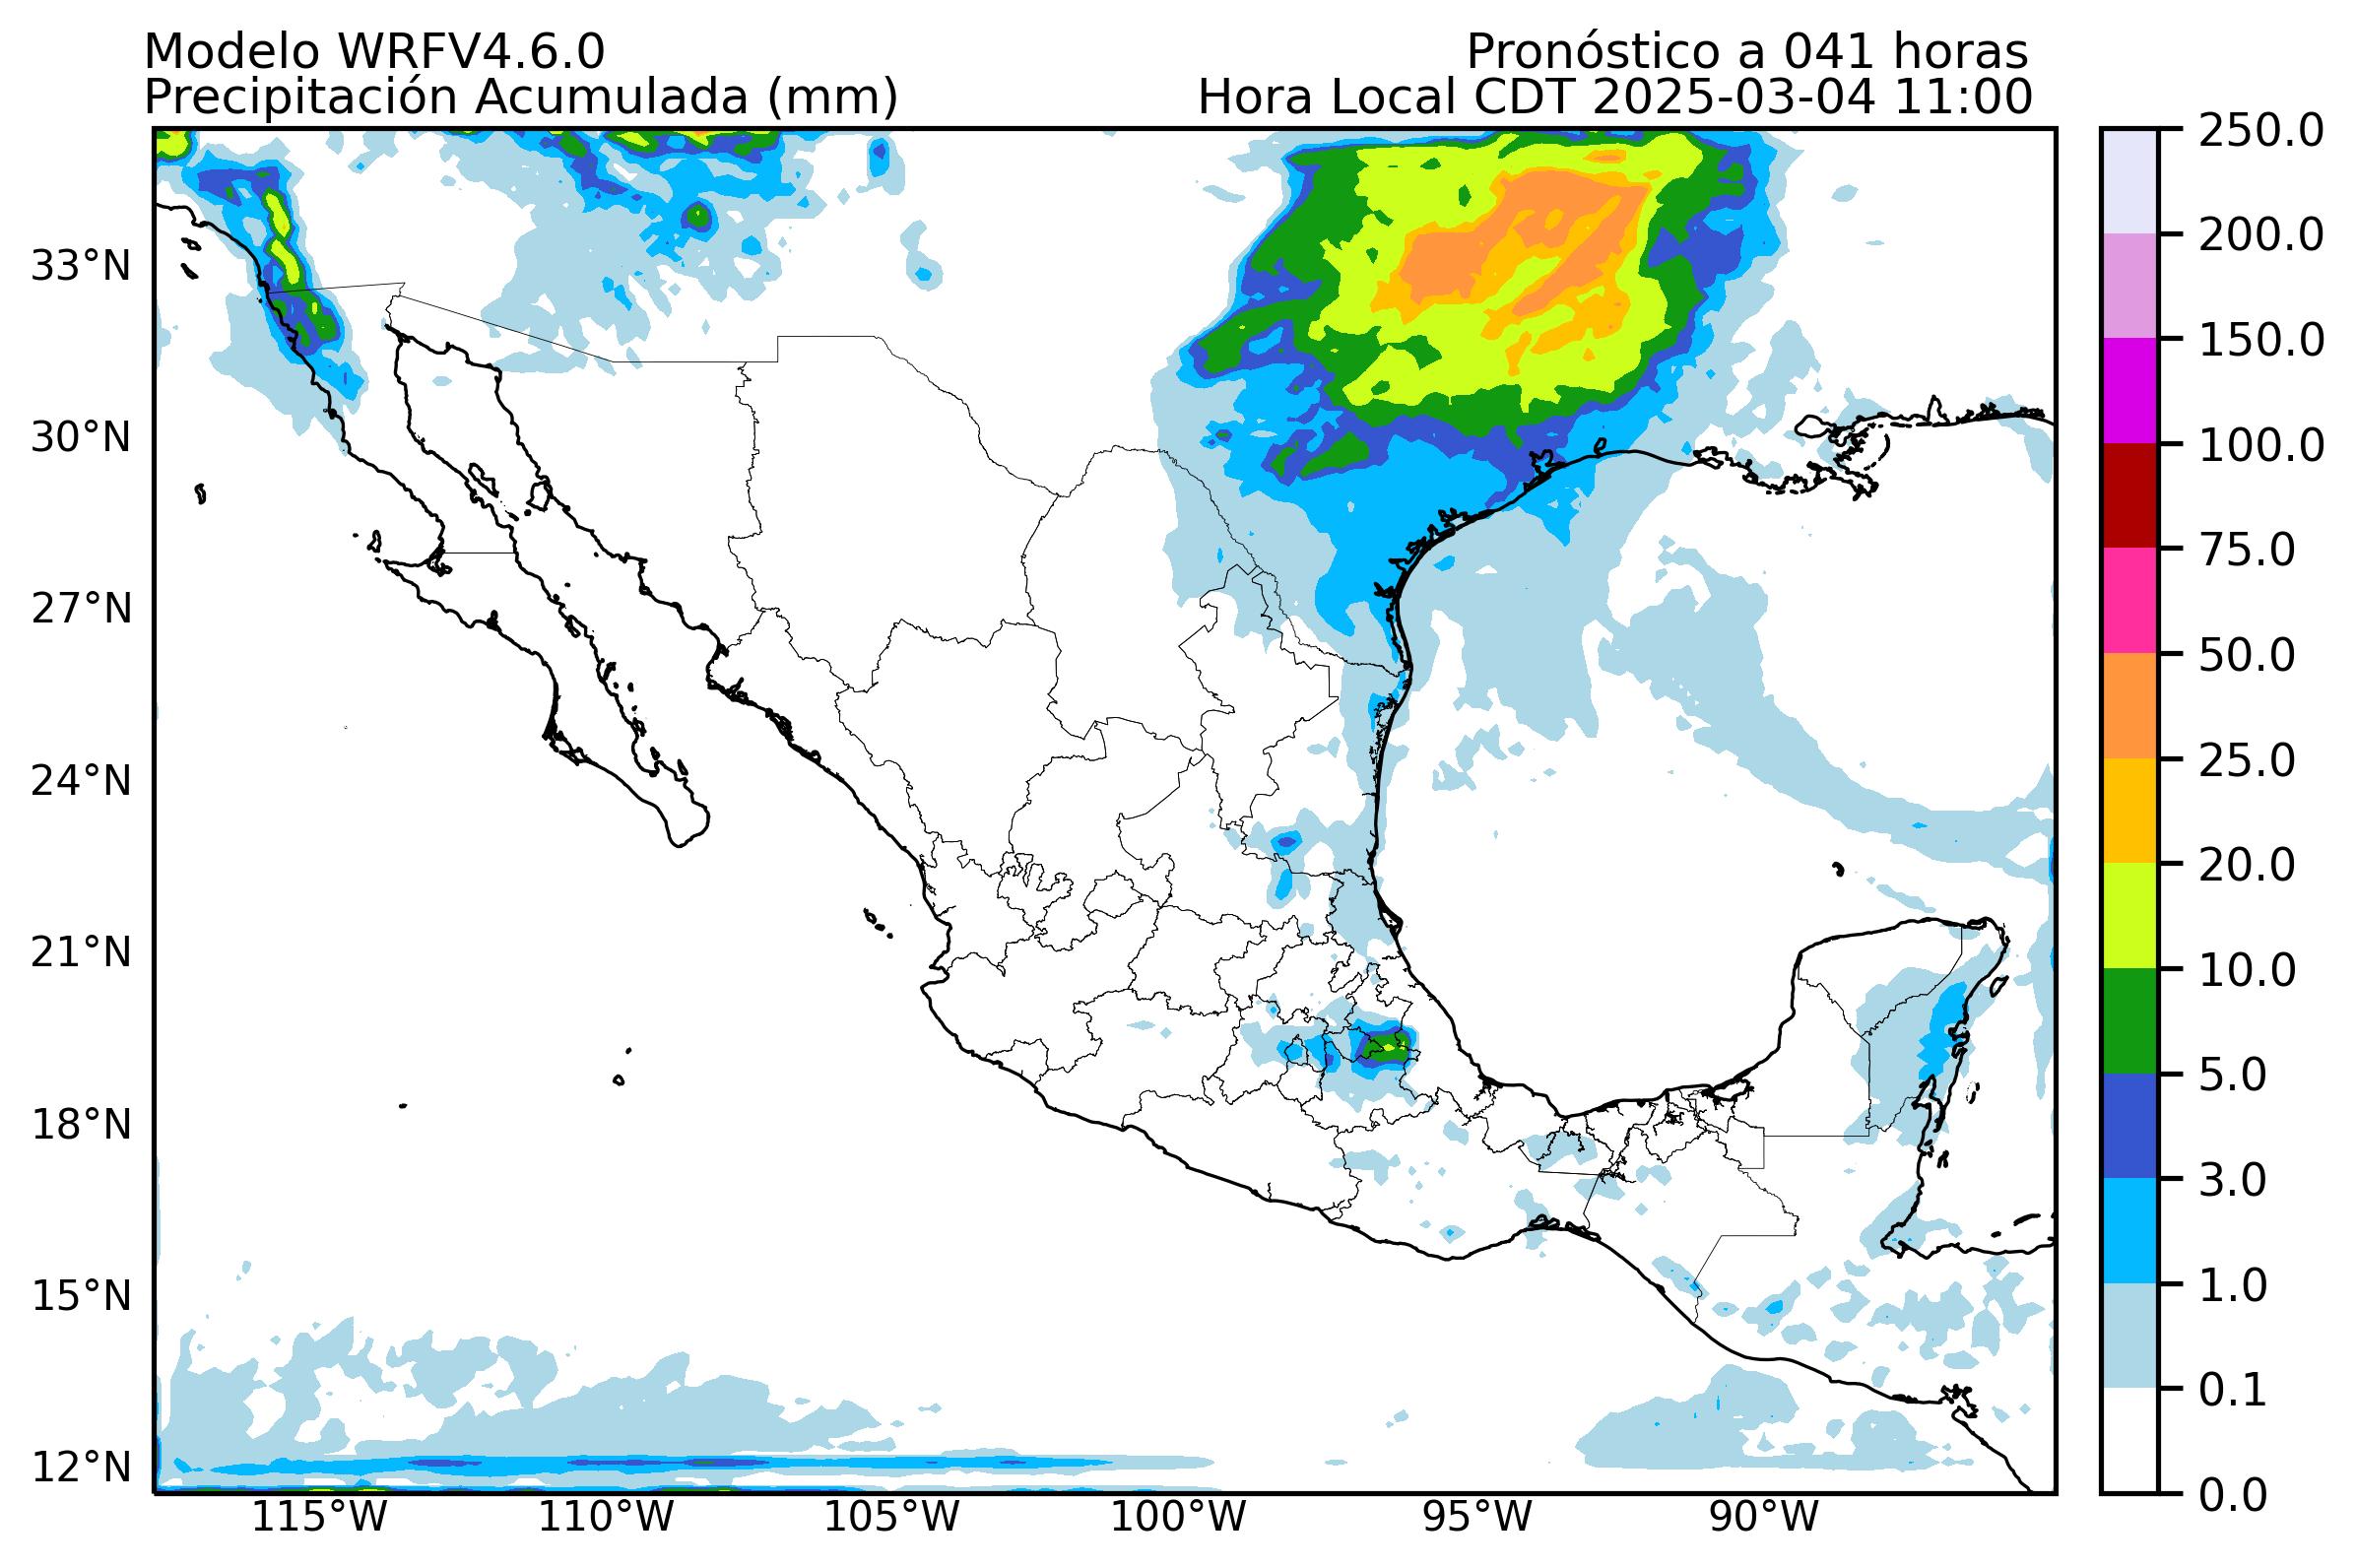 Modelo WRFV4.6.0
Pronóstico a 041 horas
Precipitación Acumulada (mm)
Hora Local CDT 2025-03-04 11:00
33°N
30°N
27°N
24°N
21°N
18°N
15°N
12°N
115°W
110°W
105°W
100°W
95°W
90°W
250.0
200.0
150.0
100.0
75.0
50.0
25.0
20.0
10.0
5.0
3.0
1.0
0.1
0.0